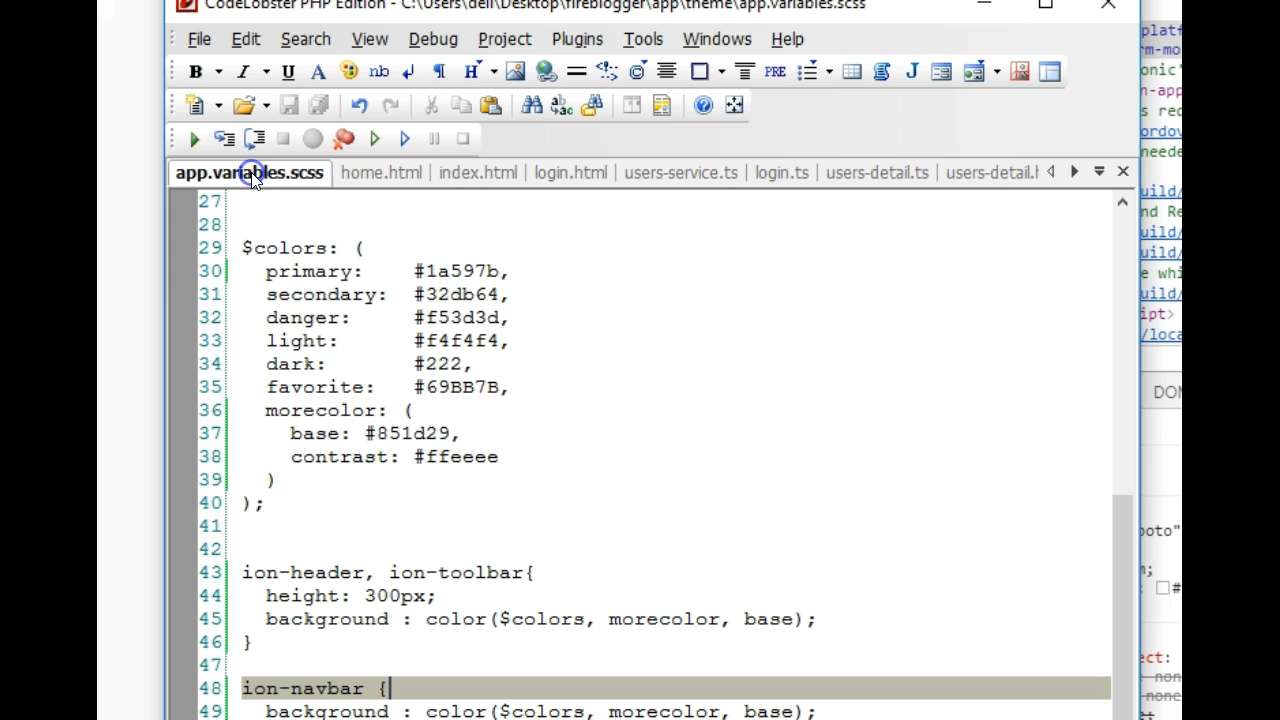 CodeLobster PHP Edition - C:\Users\dell\Desktop\fireblogger\app\theme\app.variables.scss
File Edit Search View Debug Project Plugins Tools Windows Help
B I U A nb ¶ H PRE J
app.variables.scss home.html index.html login.html users-service.ts login.ts users-detail.ts users-detail.h
27
28
29 $colors: (
30 primary: #1a597b,
31 secondary: #32db64,
32 danger: #f53d3d,
33 light: #f4f4f4,
34 dark: #222,
35 favorite: #69BB7B,
36 morecolor: (
37 base: #851d29,
38 contrast: #ffeeee
39 )
40 );
41
42
43 ion-header, ion-toolbar{
44 height: 300px;
45 background : color($colors, morecolor, base);
46 }
47
48 ion-navbar {
49 background : color($colors, morecolor, base);